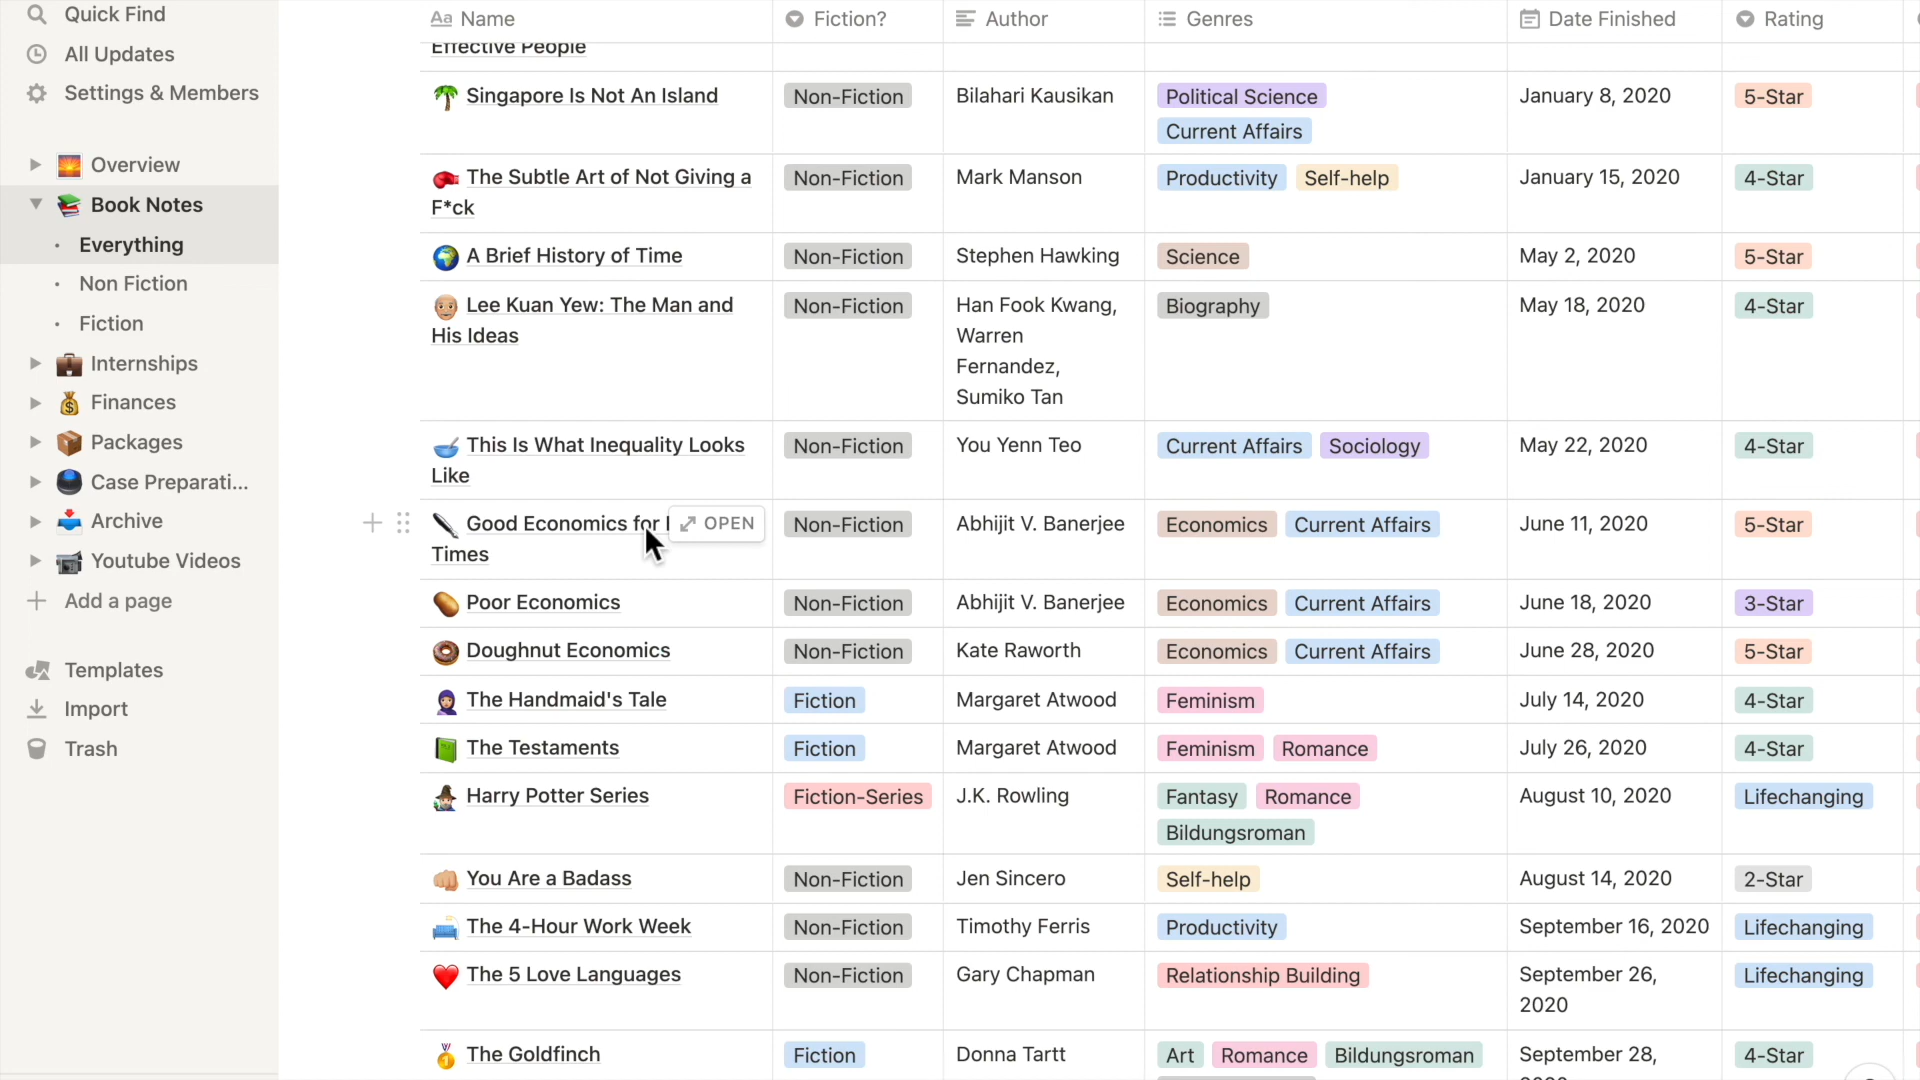 Quick Find
All Updates
Settings & Members
Overview
Book Notes
Everything
Non Fiction
Fiction
Internships
Finances
Packages
Case Preparati...
Archive
Youtube Videos
Add a page
Templates
Import
Trash
Aa Name Fiction? Author Genres Date Finished Rating
Effective People
Singapore Is Not An Island Non-Fiction Bilahari Kausikan Political Science January 8, 2020 5-Star
Current Affairs
The Subtle Art of Not Giving a Non-Fiction Mark Manson Productivity Self-help January 15, 2020 4-Star
F*ck
A Brief History of Time Non-Fiction Stephen Hawking Science May 2, 2020 5-Star
Lee Kuan Yew: The Man and Non-Fiction Han Fook Kwang, Biography May 18, 2020 4-Star
His Ideas Warren
Fernandez,
Sumiko Tan
This Is What Inequality Looks Non-Fiction You Yenn Teo Current Affairs Sociology May 22, 2020 4-Star
Like
Good Economics for OPEN Non-Fiction Abhijit V. Banerjee Economics Current Affairs June 11, 2020 5-Star
Times
Poor Economics Non-Fiction Abhijit V. Banerjee Economics Current Affairs June 18, 2020 3-Star
Doughnut Economics Non-Fiction Kate Raworth Economics Current Affairs June 28, 2020 5-Star
The Handmaid's Tale Fiction Margaret Atwood Feminism July 14, 2020 4-Star
The Testaments Fiction Margaret Atwood Feminism Romance July 26, 2020 4-Star
Harry Potter Series Fiction-Series J.K. Rowling Fantasy Romance August 10, 2020 Lifechanging
Bildungsroman
You Are a Badass Non-Fiction Jen Sincero Self-help August 14, 2020 2-Star
The 4-Hour Work Week Non-Fiction Timothy Ferris Productivity September 16, 2020 Lifechanging
The 5 Love Languages Non-Fiction Gary Chapman Relationship Building September 26, Lifechanging
2020
The Goldfinch Fiction Donna Tartt Art Romance Bildungsroman September 28, 4-Star